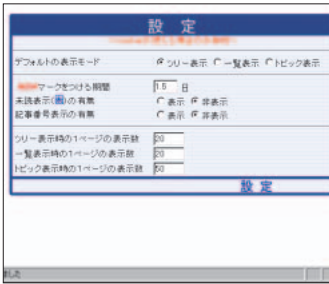 設 定
デフォルトの表示モード ツリー表示 一覧表示 トピック表示
マークをつける期間 1.5 日
未読表示(画)の有無 表示 非表示
記事番号表示の有無 表示 非表示
ツリー表示時の1ページの表示数 20
一覧表示時の1ページの表示数 20
トピック表示時の1ページの表示数 50
設 定
ました